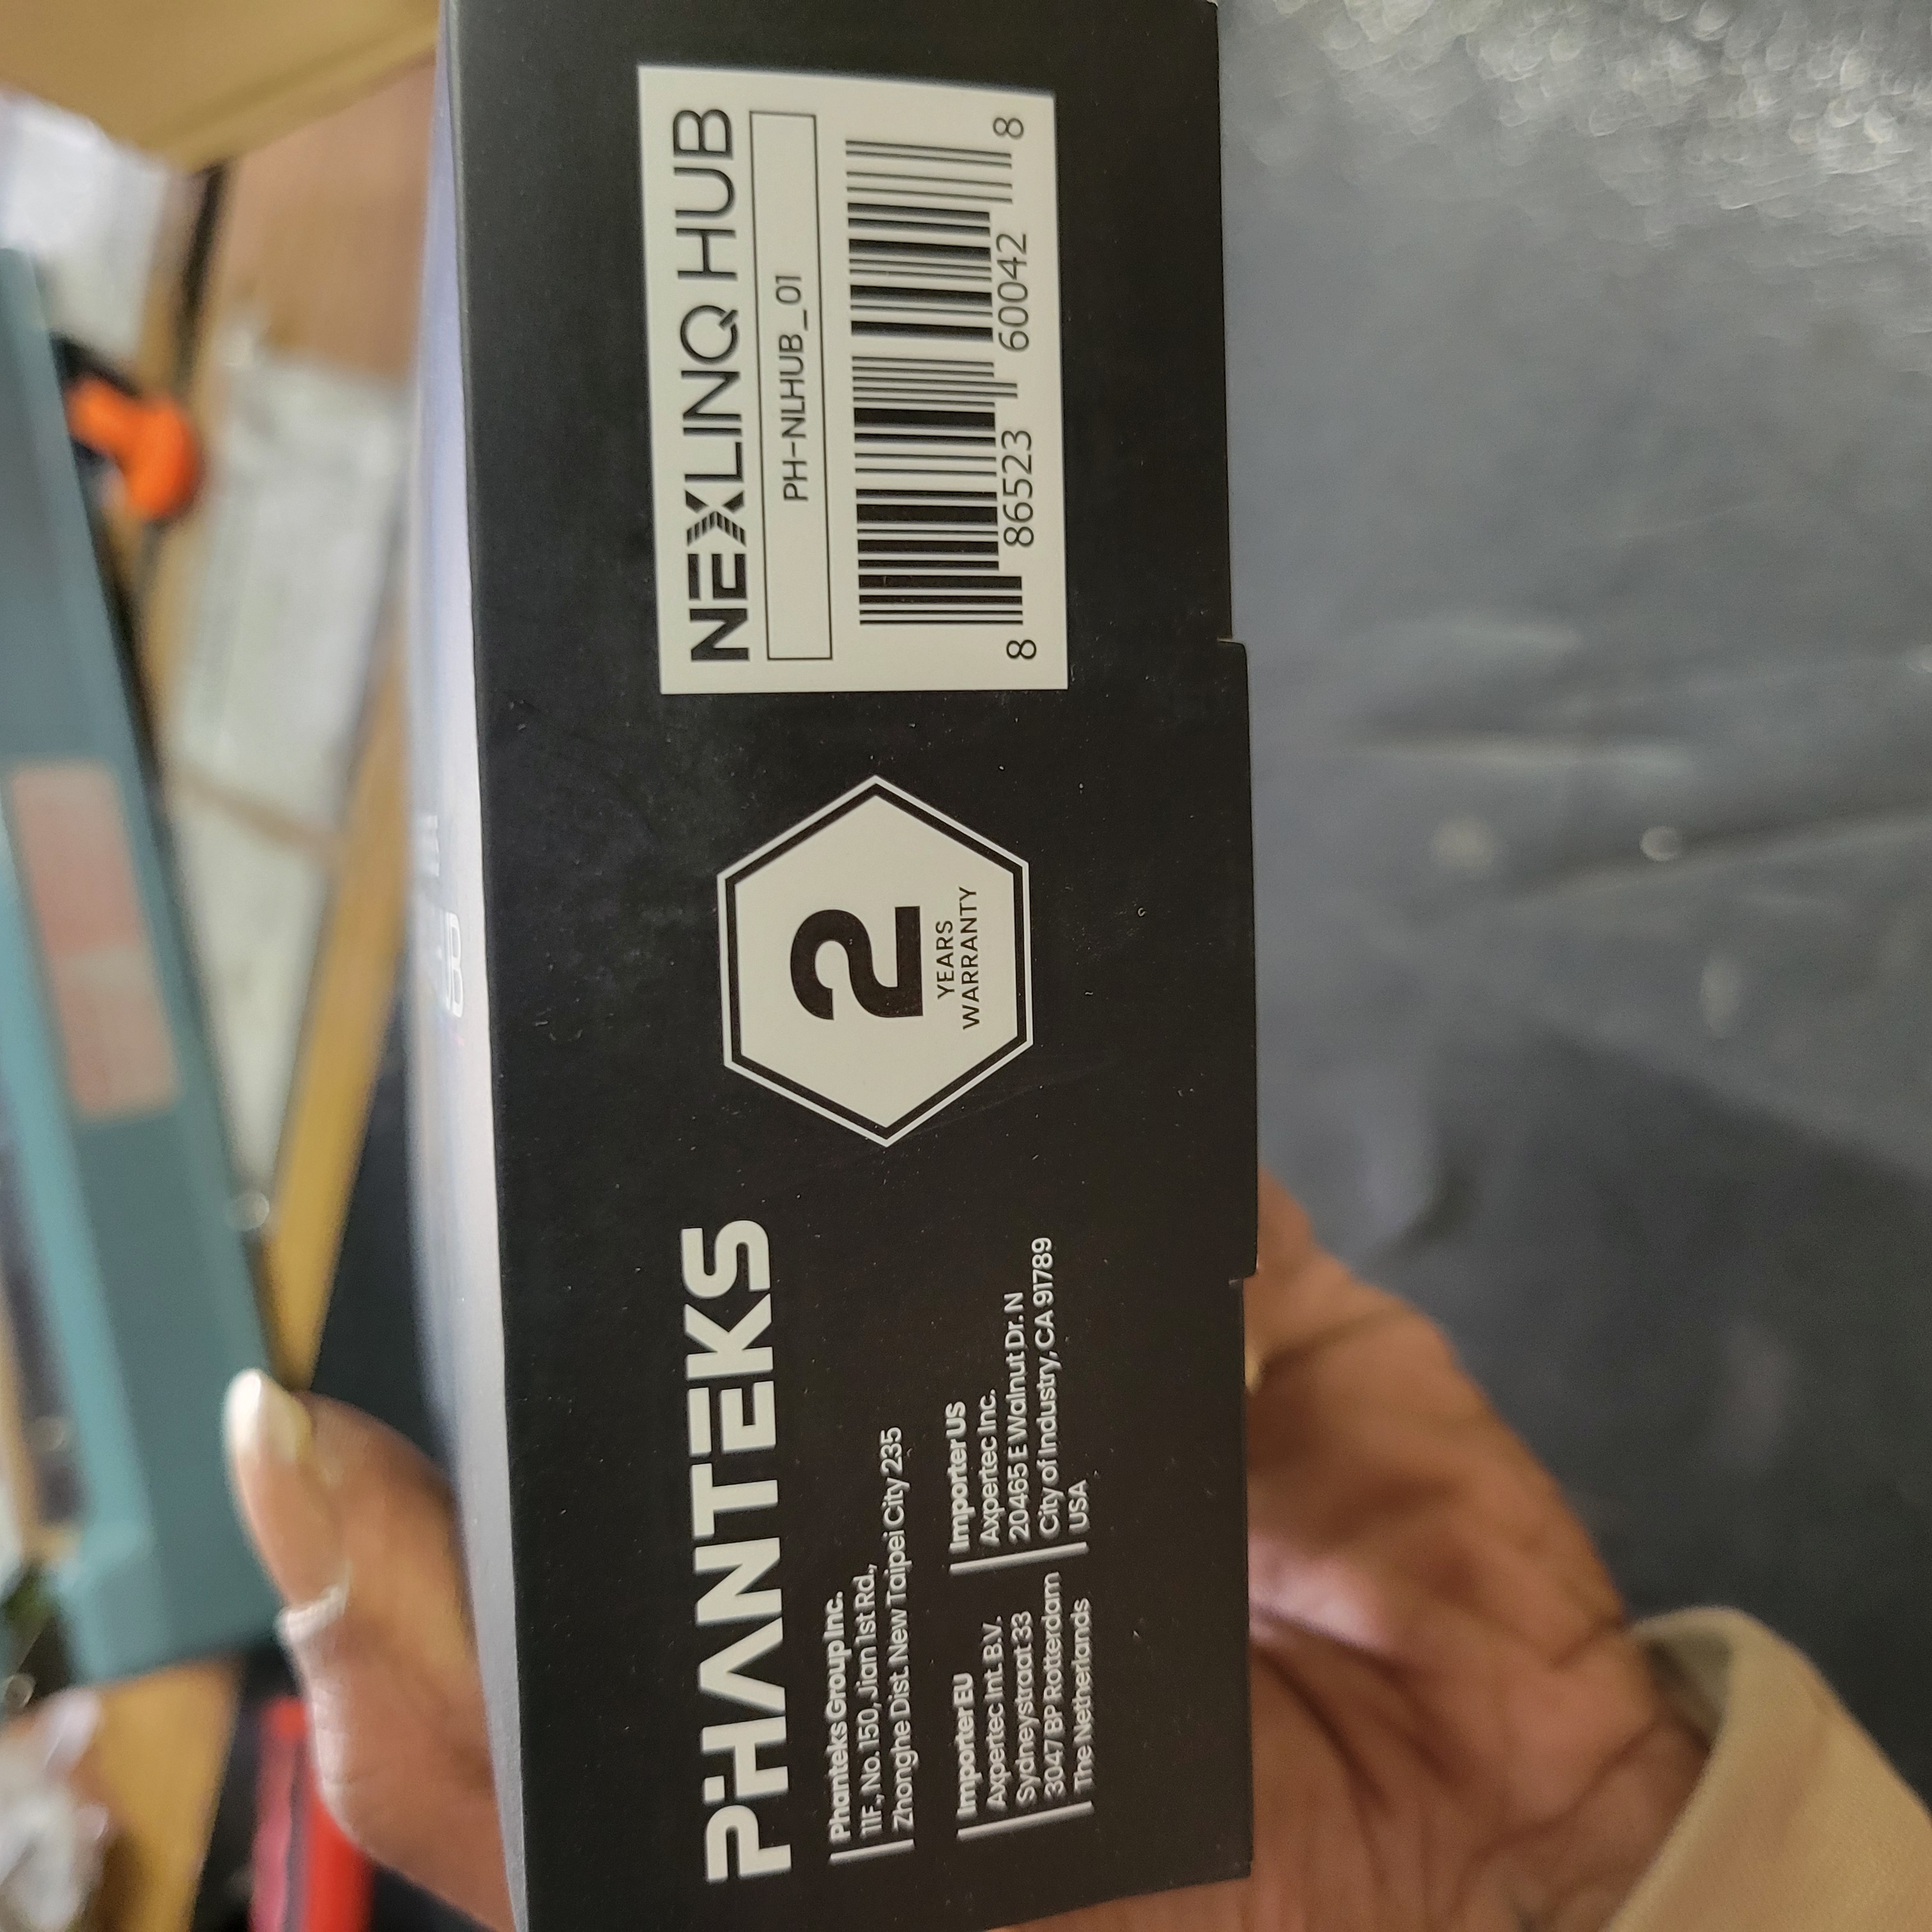 PHANTEKS
Phanteks Group Inc.
11F., No. 150, Jian 1st Rd.,
Zhonghe Dist. New Taipei City 235
Importer EU
Axpertec Int. B.V.
Sydneystraat 33
3047 BP Rotterdam
The Netherlands
Importer US
Axpertec Inc.
20465 E Walnut Dr. N
City of Industry, CA 91789
USA
2
YEARS
WARRANTY
NEXLINQ HUB
PH-NLHUB_01
8 86523 60042 8